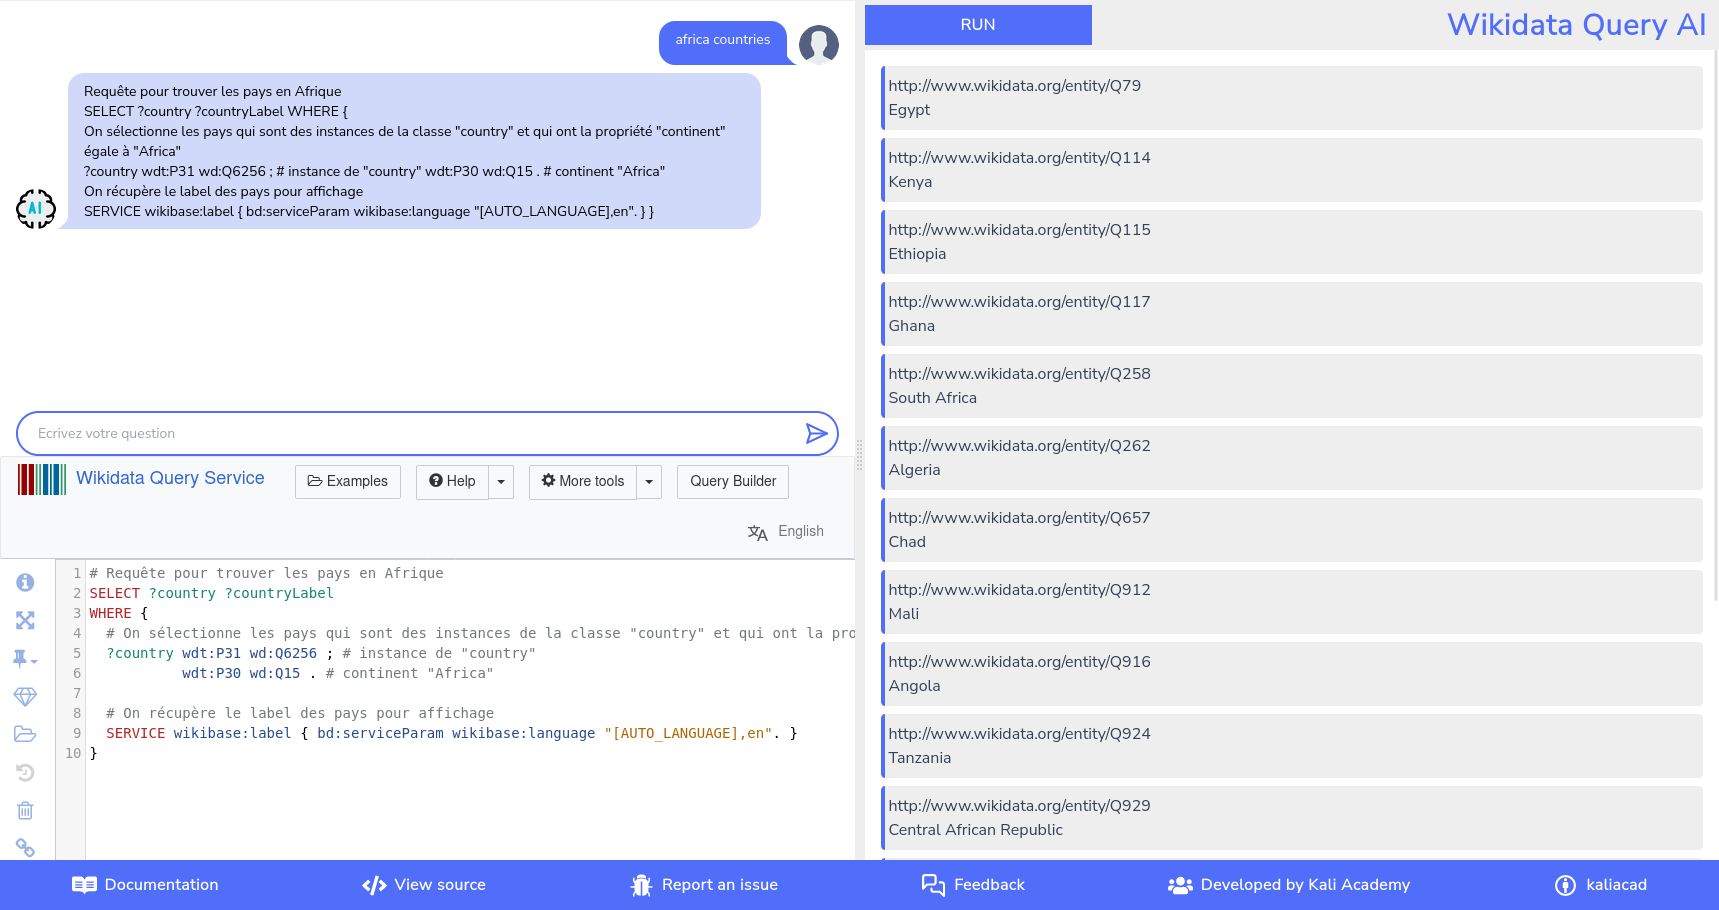 africa countries
Requête pour trouver les pays en Afrique
SELECT ?country ?countryLabel WHERE {
On sélectionne les pays qui sont des instances de la classe "country" et qui ont la propriété "continent"
égale à "Africa"
?country wdt:P31 wd:Q6256 ; # instance de "country" wdt:P30 wd:Q15 . # continent "Africa"
On récupère le label des pays pour affichage
SERVICE wikibase:label { bd:serviceParam wikibase:language "[AUTO_LANGUAGE],en". } }
AI
Ecrivez votre question
Wikidata Query Service
Examples
Help
More tools
Query Builder
English
1 # Requête pour trouver les pays en Afrique
2 SELECT ?country ?countryLabel
3 WHERE {
4 # On sélectionne les pays qui sont des instances de la classe "country" et qui ont la pro
5 ?country wdt:P31 wd:Q6256 ; # instance de "country"
6 wdt:P30 wd:Q15 . # continent "Africa"
7
8 # On récupère le label des pays pour affichage
9 SERVICE wikibase:label { bd:serviceParam wikibase:language "[AUTO_LANGUAGE],en". }
10 }
RUN
Wikidata Query AI
http://www.wikidata.org/entity/Q79
Egypt
http://www.wikidata.org/entity/Q114
Kenya
http://www.wikidata.org/entity/Q115
Ethiopia
http://www.wikidata.org/entity/Q117
Ghana
http://www.wikidata.org/entity/Q258
South Africa
http://www.wikidata.org/entity/Q262
Algeria
http://www.wikidata.org/entity/Q657
Chad
http://www.wikidata.org/entity/Q912
Mali
http://www.wikidata.org/entity/Q916
Angola
http://www.wikidata.org/entity/Q924
Tanzania
http://www.wikidata.org/entity/Q929
Central African Republic
Documentation
View source
Report an issue
Feedback
Developed by Kali Academy
kaliacad